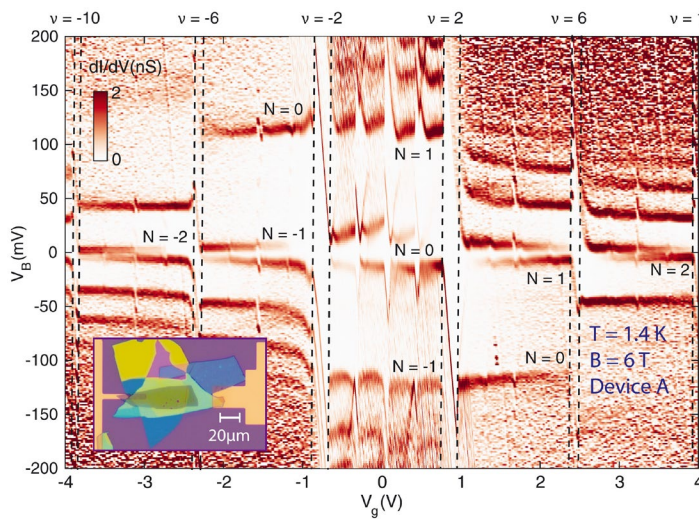 ν = -10 ν = -6 ν = -2 ν = 2 ν = 6
200
150
100
50
0
-50
-100
-150
-200
V_B(mV)
dI/dV(nS)
2
0
N = 0
N = 1
N = -2
N = -1
N = 0
N = 1
N = 2
N = -1
N = 0
T = 1.4 K
B = 6 T
Device A
20μm
-4 -3 -2 -1 0 1 2 3 4
V_g(V)